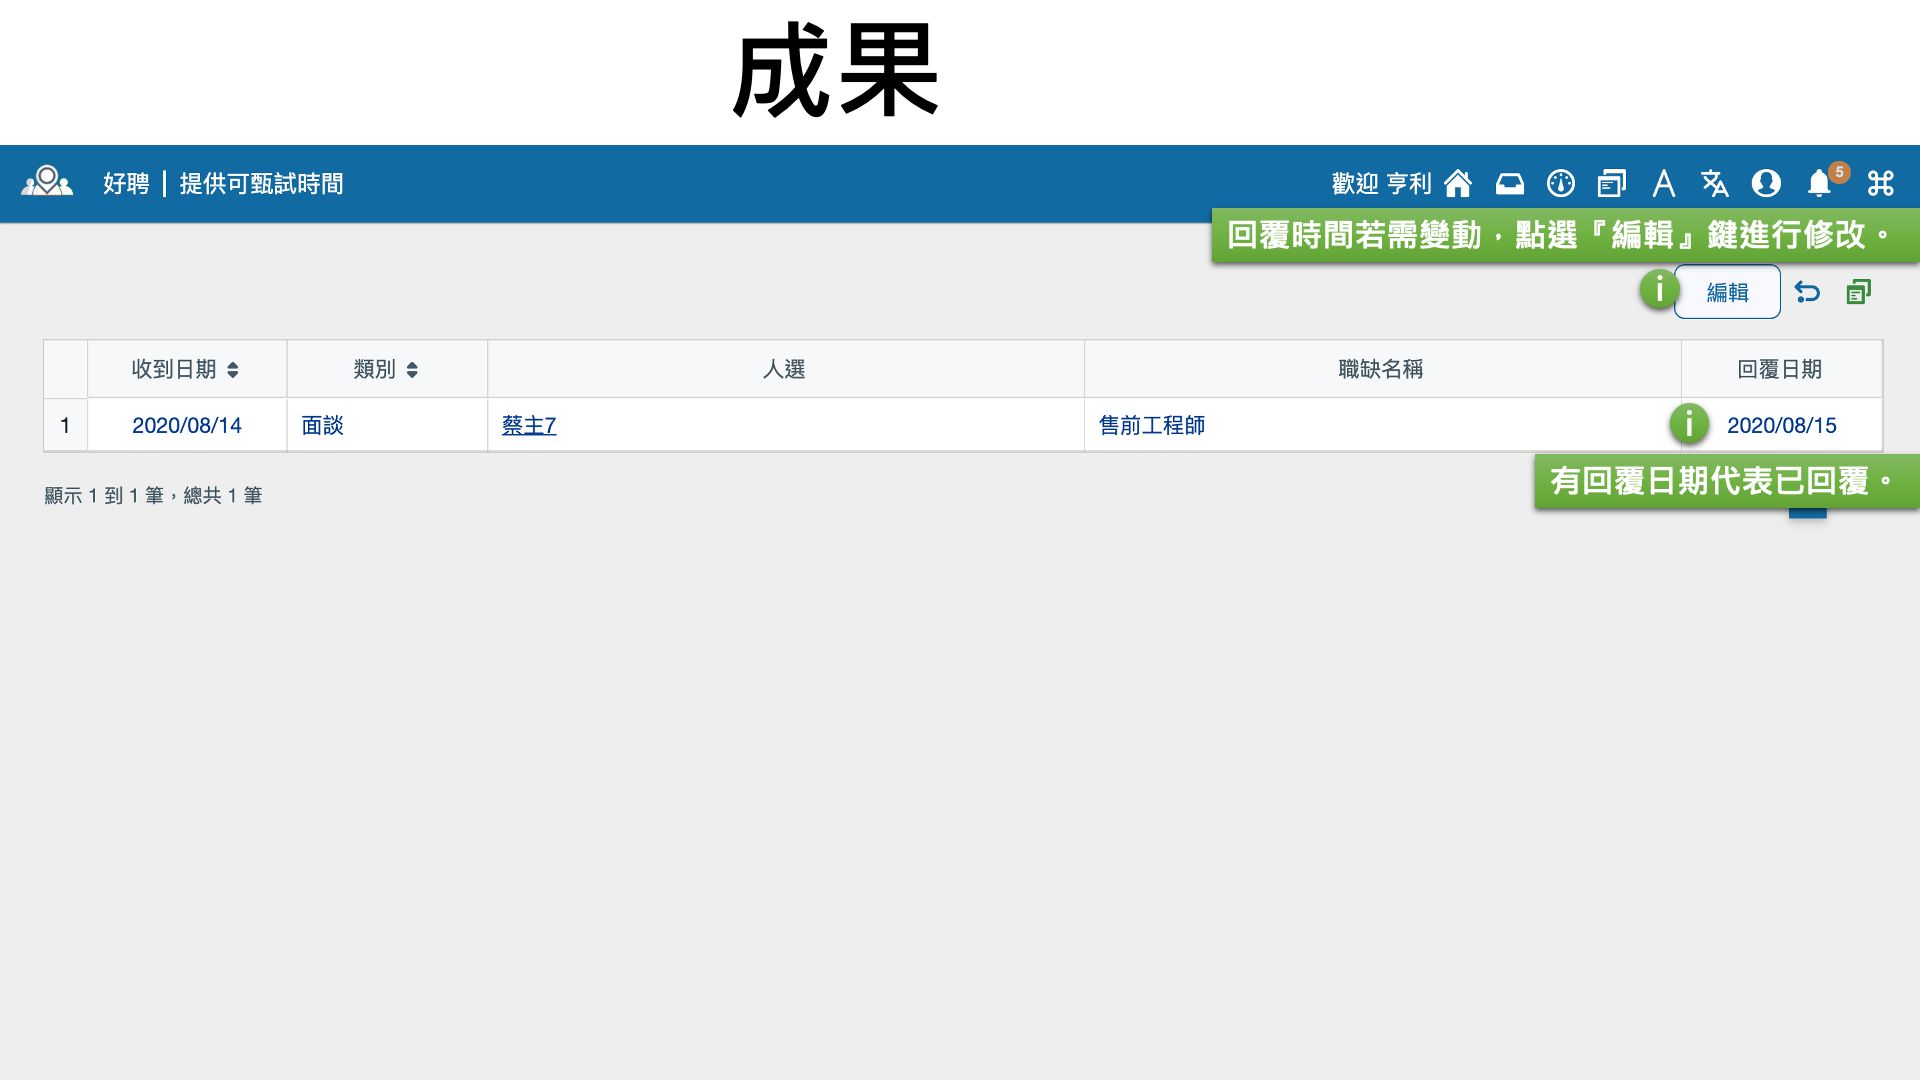 成果
好聘 | 提供可甄試時間
歡迎 亨利
5
回覆時間若需變動，點選『編輯』鍵進行修改。
i
編輯
收到日期 類別 人選 職缺名稱 回覆日期
1 2020/08/14 面談 蔡主7 售前工程師 i 2020/08/15
有回覆日期代表已回覆。
顯示 1 到 1 筆，總共 1 筆